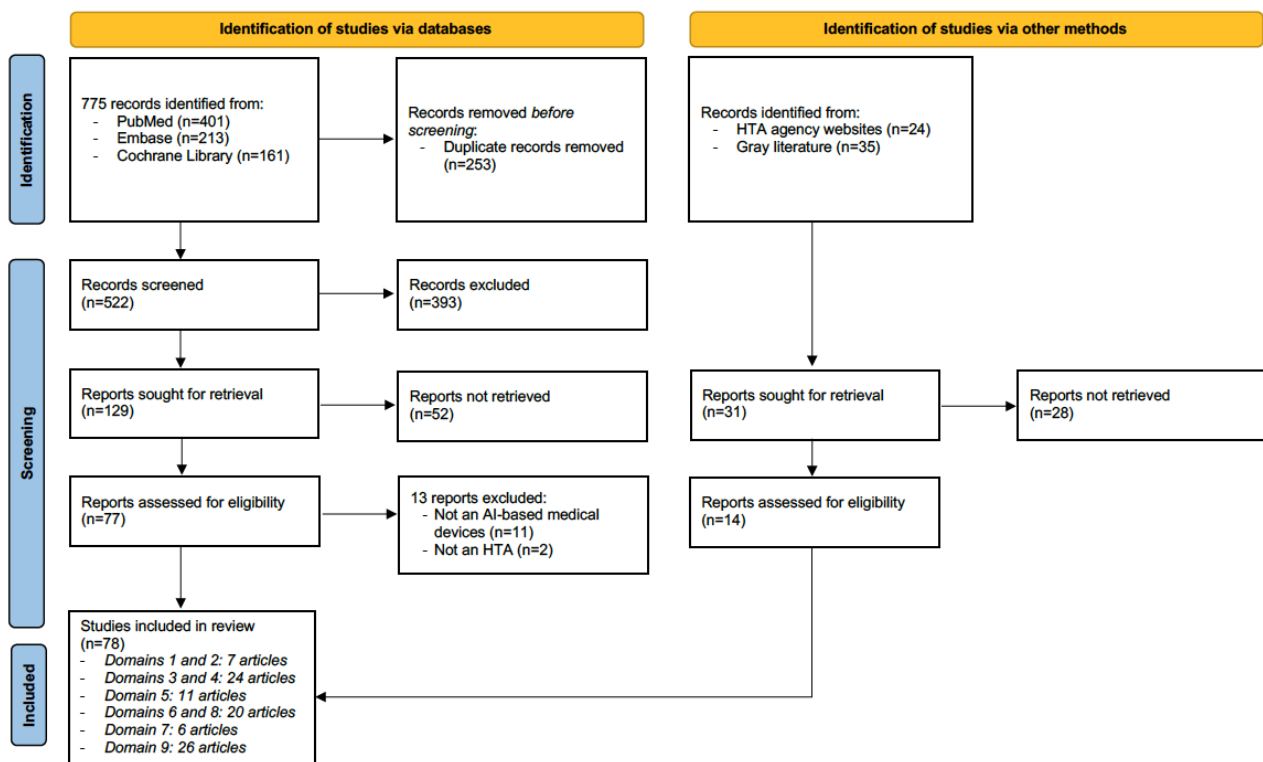 Identification of studies via databases
Identification of studies via other methods
Identification
775 records identified from:
- PubMed (n=401)
- Embase (n=213)
- Cochrane Library (n=161)
Records removed before
screening:
- Duplicate records removed
(n=253)
Records identified from:
- HTA agency websites (n=24)
- Gray literature (n=35)
Screening
Records screened
(n=522)
Records excluded
(n=393)
Reports sought for retrieval
(n=129)
Reports not retrieved
(n=52)
Reports sought for retrieval
(n=31)
Reports not retrieved
(n=28)
Reports assessed for eligibility
(n=77)
13 reports excluded:
- Not an AI-based medical
devices (n=11)
- Not an HTA (n=2)
Reports assessed for eligibility
(n=14)
Included
Studies included in review
(n=78)
- Domains 1 and 2: 7 articles
- Domains 3 and 4: 24 articles
- Domain 5: 11 articles
- Domains 6 and 8: 20 articles
- Domain 7: 6 articles
- Domain 9: 26 articles